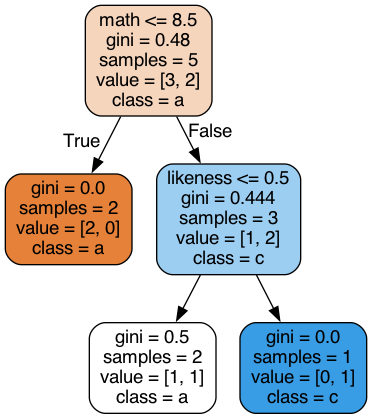 math <= 8.5
gini = 0.48
samples = 5
value = [3, 2]
class = a
True
False
gini = 0.0
samples = 2
value = [2, 0]
class = a
likeness <= 0.5
gini = 0.444
samples = 3
value = [1, 2]
class = c
gini = 0.5
samples = 2
value = [1, 1]
class = a
gini = 0.0
samples = 1
value = [0, 1]
class = c